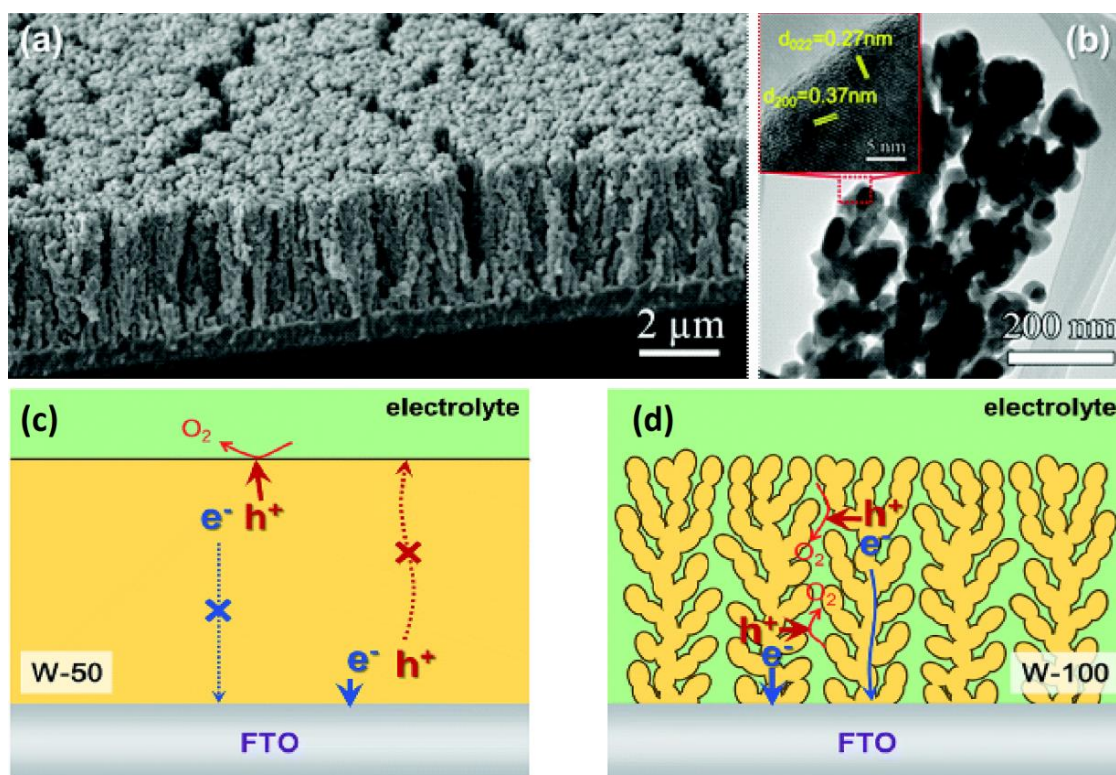 (a)
2 μm
(b)
d₀₂₂=0.27nm
d₂₀₀=0.37nm
5 nm
200 nm
(c)
electrolyte
O₂
e⁻ h⁺
e⁻ h⁺
W-50
FTO
(d)
electrolyte
h⁺
e⁻
O₂
O₂
h⁺
e⁻
W-100
FTO